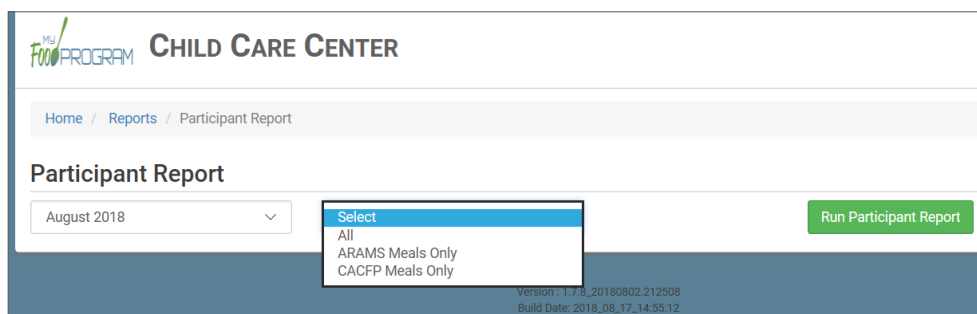 MY
FOOD PROGRAM CHILD CARE CENTER
Home / Reports / Participant Report
Participant Report
August 2018
Select
Run Participant Report
All
ARAMS Meals Only
CACFP Meals Only
Version : 1.7.8_20180802.212508
Build Date: 2018_08_17_14:55:12